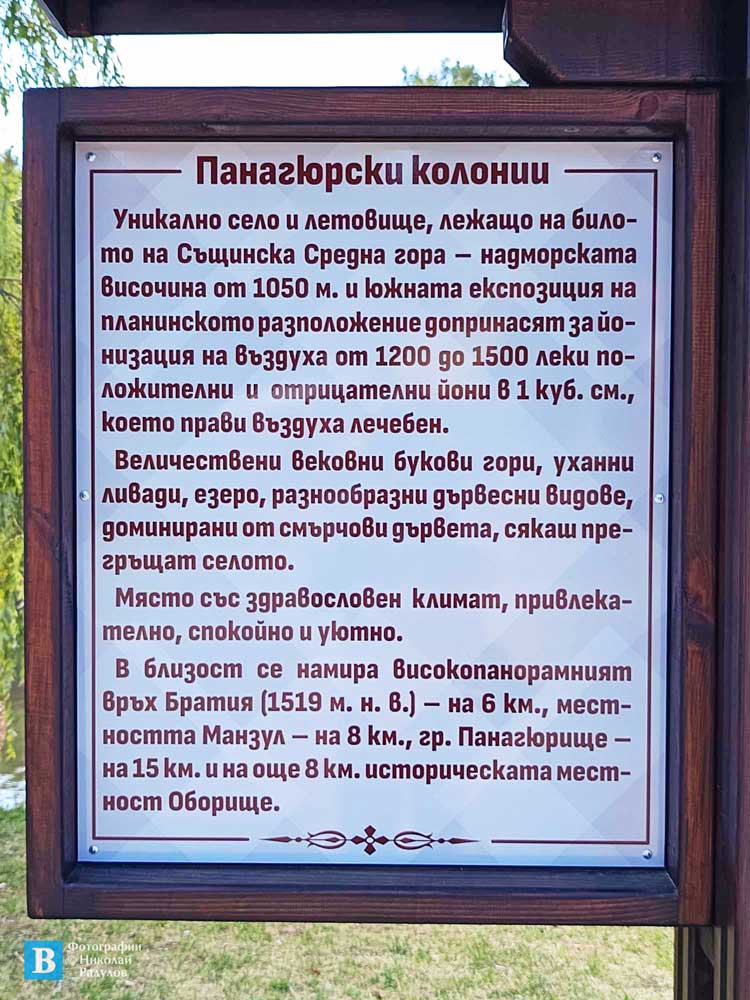 Панагюрски колонии
Уникално село и летовище, лежащо на били-
то на Същинска Средна гора – надморската
височина от 1050 м. и южната експозиция на
планинското разположение допринасят за йо-
низация на въздуха от 1200 до 1500 леки по-
ложителни и отрицателни йони в 1 куб. см.,
което прави въздуха лечебен.
Величествени вековни букови гори, уханни
ливади, езеро, разнообразни дървесни видове,
доминирани от смърчови дървета, сякаш пре-
гръщат селото.
Място със здравословен климат, привлека-
телно, спокойно и уютно.
В близост се намира високопанорамният
връх Братия (1519 м. н. в.) – на 6 км., мест-
ността Манзул – на 8 км., гр. Панагюрище –
на 15 км. и на още 8 км. историческата мест-
ност Оборище.
В
Фотографии
Николай
Радулов